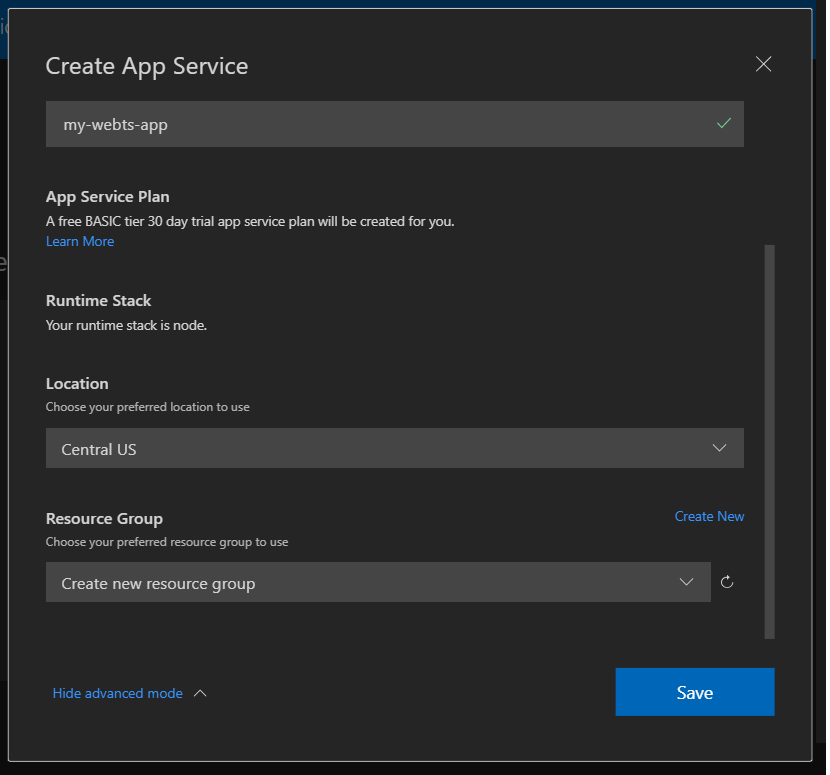 Create App Service
my-webts-app
App Service Plan
A free BASIC tier 30 day trial app service plan will be created for you.
Learn More
Runtime Stack
Your runtime stack is node.
Location
Choose your preferred location to use
Central US
Resource Group
Create New
Choose your preferred resource group to use
Create new resource group
Hide advanced mode
Save